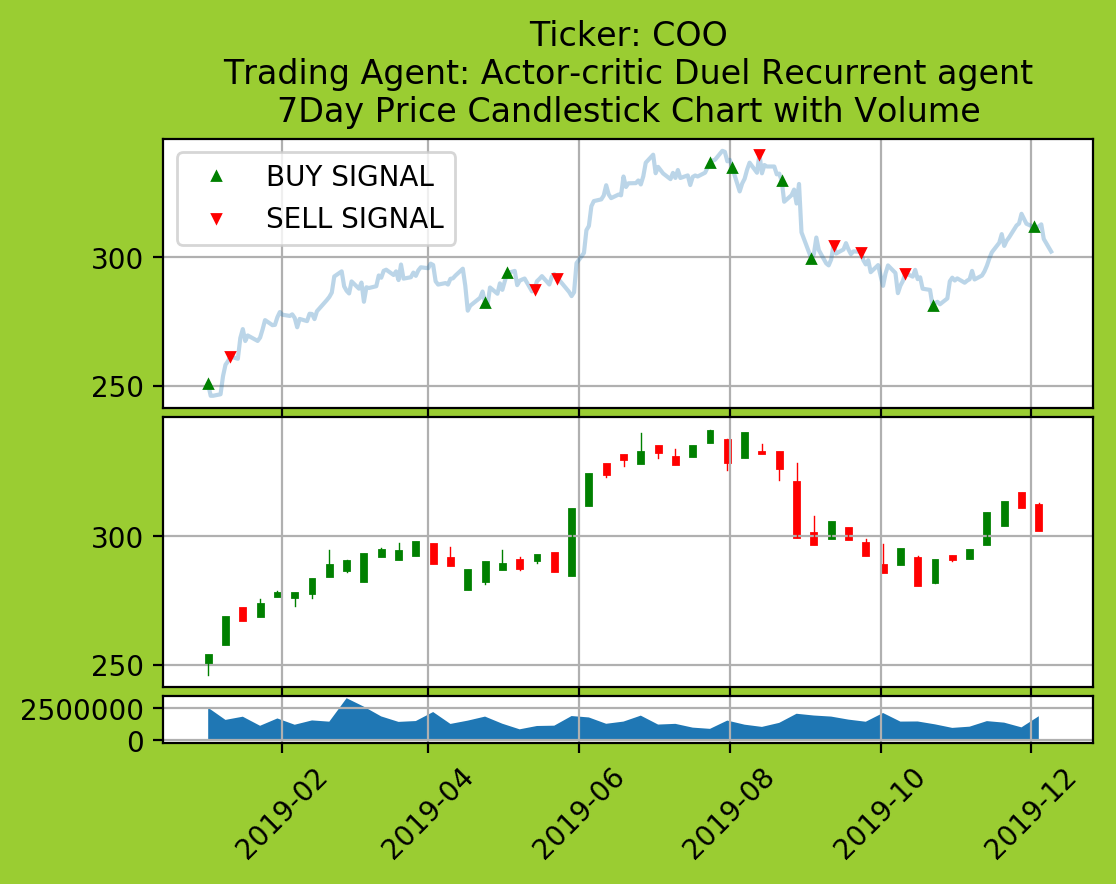 Ticker: COO
Trading Agent: Actor-critic Duel Recurrent agent
7Day Price Candlestick Chart with Volume
BUY SIGNAL
SELL SIGNAL
300
250
300
250
2500000
0
2019-02
2019-04
2019-06
2019-08
2019-10
2019-12